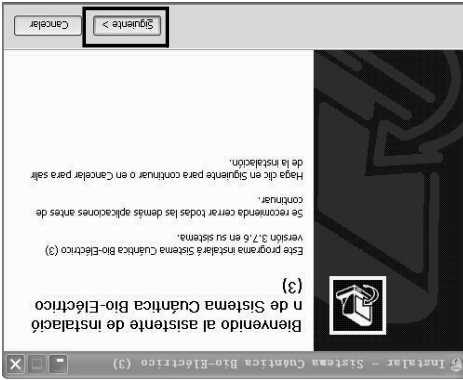 Instalar - Sistema Cuántica Bio-Eléctrico (3)
Bienvenido al asistente de instalació
n de Sistema Cuántica Bio-Eléctrico
(3)
Este programa instalará Sistema Cuántica Bio-Eléctrico (3)
versión 3.7.6 en su sistema.
Se recomienda cerrar todas las demás aplicaciones antes de
continuar.
Haga clic en Siguiente para continuar o en Cancelar para salir
de la instalación.
Siguiente >
Cancelar